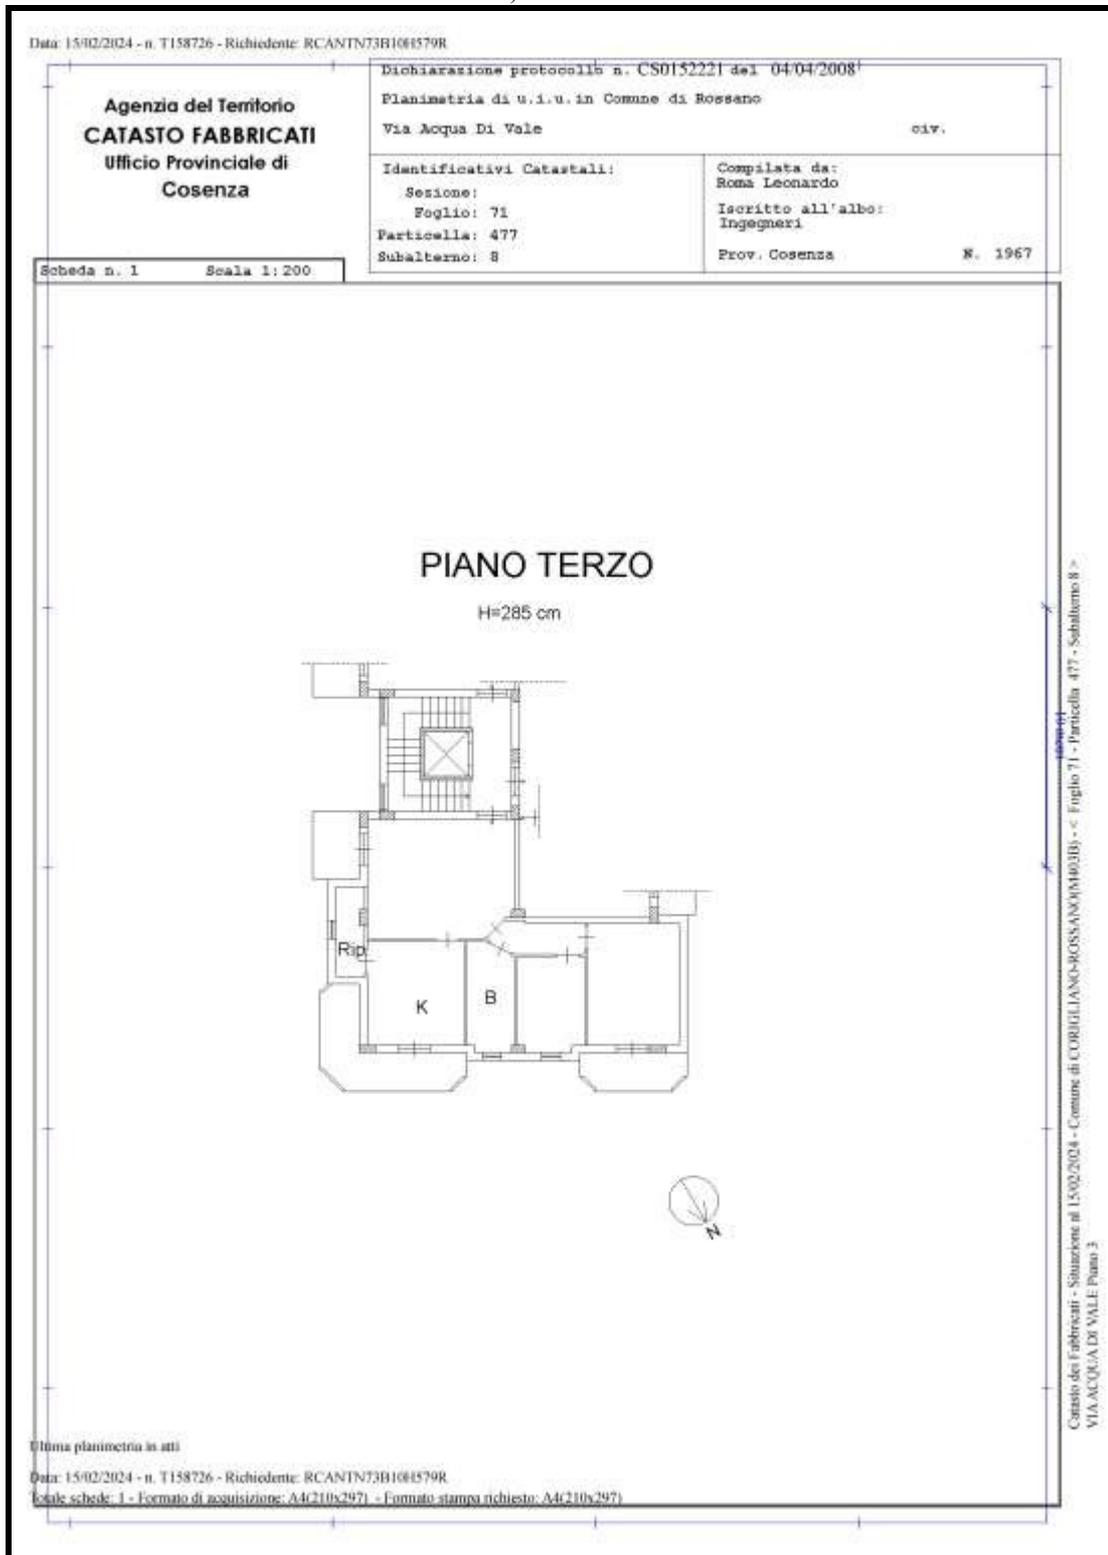 Data: 15/02/2024 - n. T158726 - Richiedente: RCANTN73B10H579R
Agenzia del Territorio
CATASTO FABBRICATI
Ufficio Provinciale di
Cosenza
Dichiarazione protocollo n. CS0152221 del 04/04/2008
Planimetria di u.i.u. in Comune di Rossano
Via Acqua Di Vale civ.
Identificativi Catastali:
Sezione:
Foglio: 71
Particella: 477
Subalterno: 8
Compilata da:
Roma Leonardo
Iscritto all'albo:
Ingegneri
Prov. Cosenza N. 1967
Scheda n. 1 Scala 1:200
PIANO TERZO
H=285 cm
Rip
K
B
N
Catasto dei Fabbricati - Situazione al 15/02/2024 - Comune di CORIGLIANO-ROSSANO(M403B) - < Foglio 71 - Particella 477 - Subalterno 8 >
VIA ACQUA DI VALE Piano 3
Ultima planimetria in atti
Data: 15/02/2024 - n. T158726 - Richiedente: RCANTN73B10H579R
Totale schede: 1 - Formato di acquisizione: A4(210x297) - Formato stampa richiesto: A4(210x297)